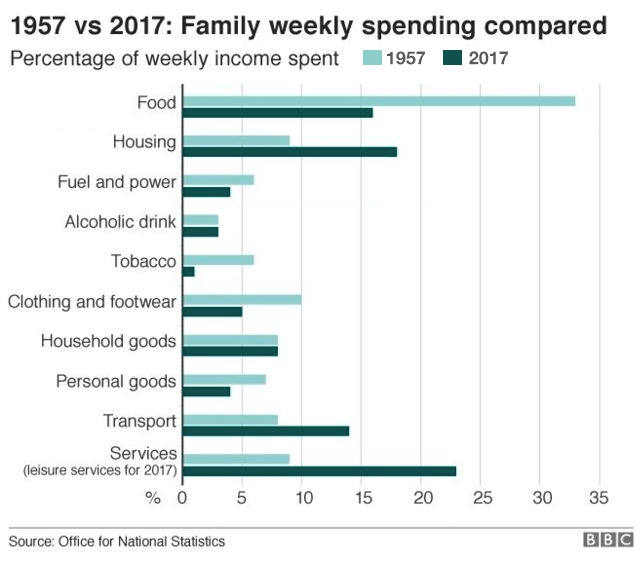 1957 vs 2017: Family weekly spending compared
Percentage of weekly income spent 1957 2017
Food
Housing
Fuel and power
Alcoholic drink
Tobacco
Clothing and footwear
Household goods
Personal goods
Transport
Services
(leisure services for 2017)
% 0 5 10 15 20 25 30 35
Source: Office for National Statistics
BBC